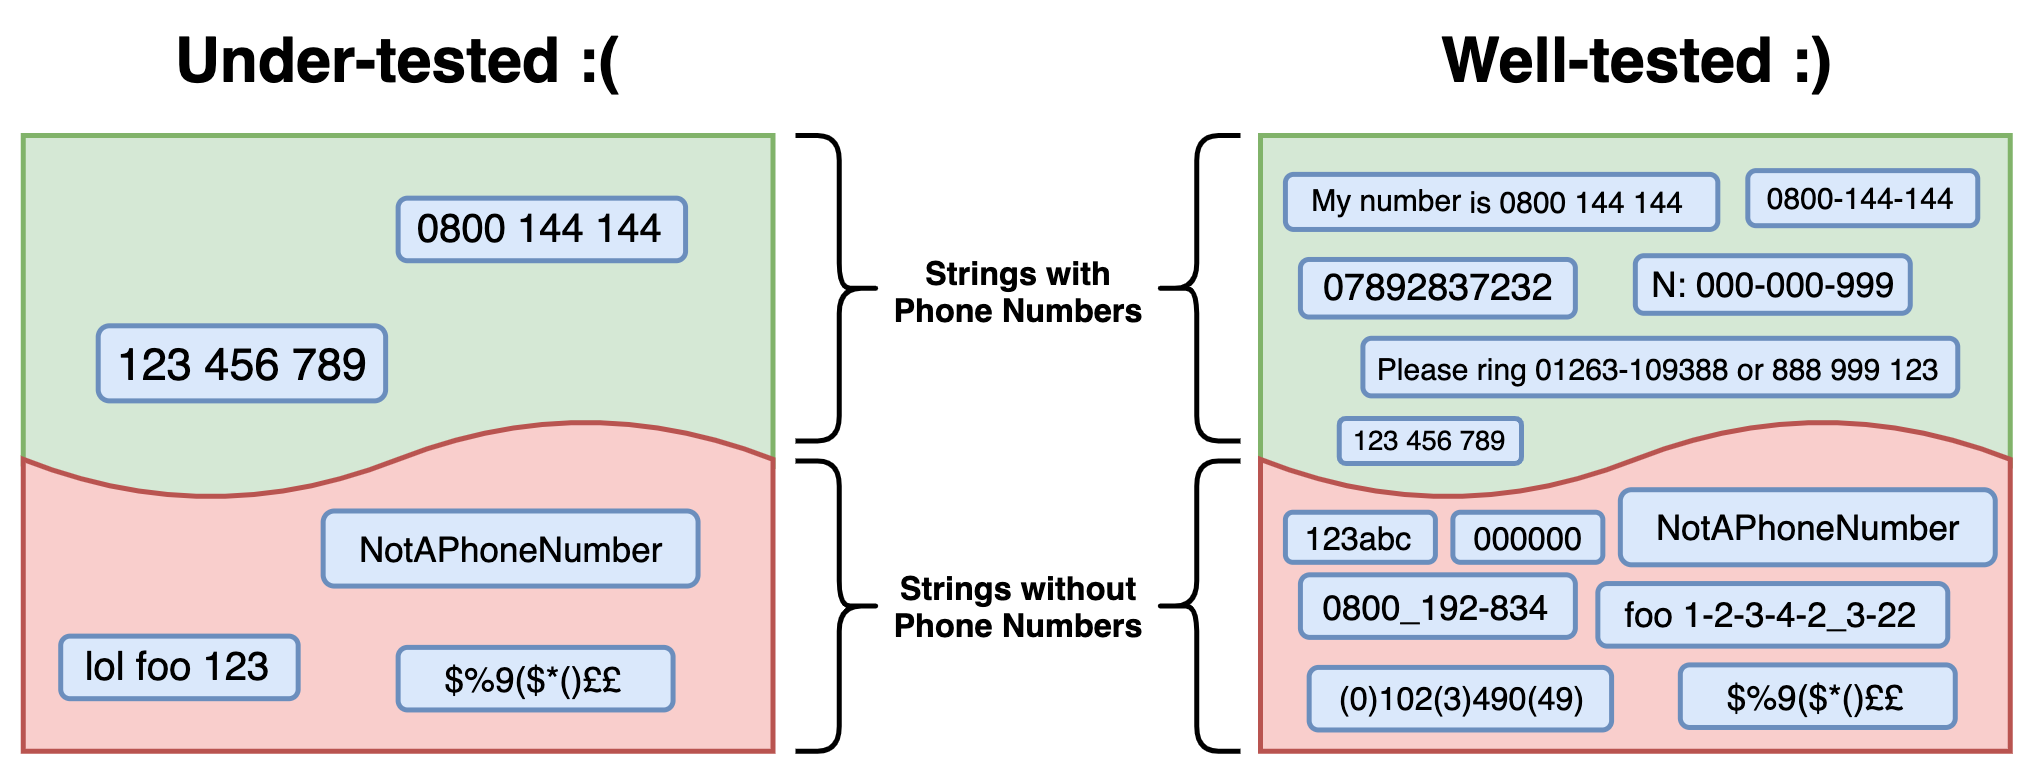 Under-tested :(
Well-tested :)
0800 144 144
123 456 789
NotAPhoneNumber
lol foo 123
$%9($*()££
Strings with
Phone Numbers
Strings without
Phone Numbers
My number is 0800 144 144
0800-144-144
07892837232
N: 000-000-999
Please ring 01263-109388 or 888 999 123
123 456 789
123abc
000000
NotAPhoneNumber
0800_192-834
foo 1-2-3-4-2_3-22
(0)102(3)490(49)
$%9($*()££